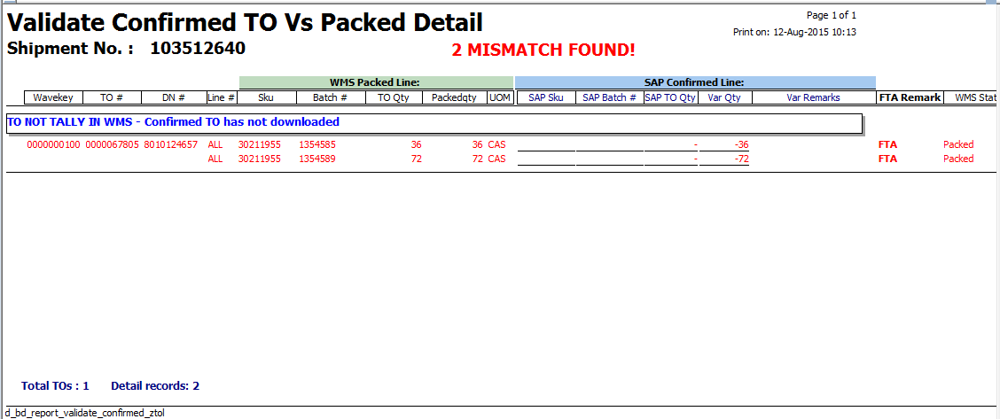 Validate Confirmed TO Vs Packed Detail
Page 1 of 1
Print on: 12-Aug-2015 10:13
Shipment No. : 103512640
2 MISMATCH FOUND!
WMS Packed Line: SAP Confirmed Line:
Wavekey TO # DN # Line # Sku Batch # TO Qty Packedqty UOM SAP Sku SAP Batch # SAP TO Qty Var Qty Var Remarks FTA Remark WMS Stat
TO NOT TALLY IN WMS - Confirmed TO has not downloaded
0000000100 0000067805 8010124657 ALL 30211955 1354585 36 36 CAS - -36 FTA Packed
ALL 30211955 1354589 72 72 CAS - -72 FTA Packed
Total TOs : 1 Detail records: 2
d_bd_report_validate_confirmed_ztol